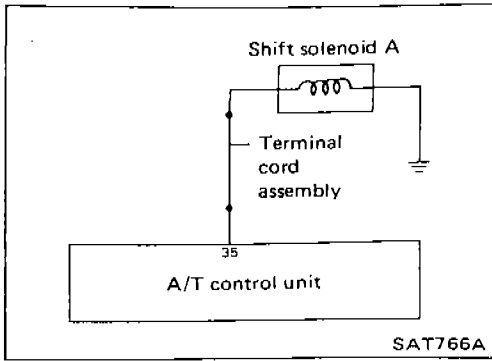 Shift solenoid A
Terminal
cord
assembly
35
A/T control unit
SAT766A